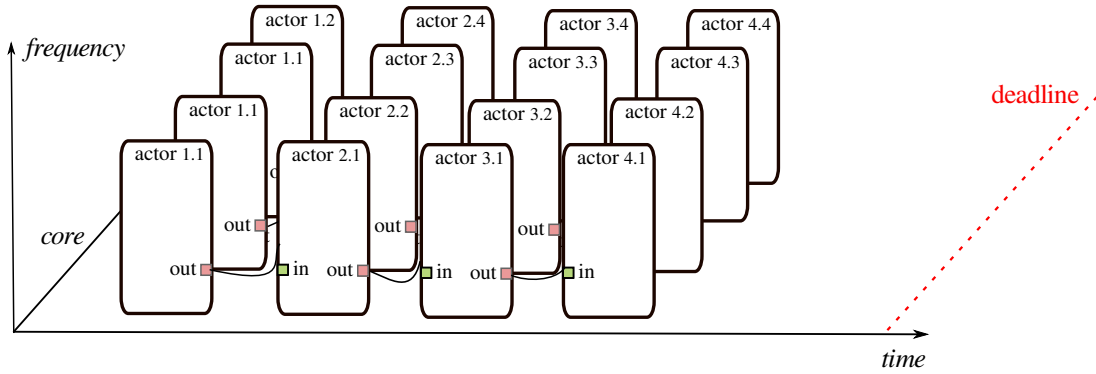 actor 1.2
actor 2.4
actor 3.4
actor 4.4
frequency
actor 1.1
actor 2.3
actor 3.3
actor 4.3
deadline
actor 1.1
actor 2.2
actor 3.2
actor 4.2
actor 1.1
actor 2.1
actor 3.1
actor 4.1
o
out
out
out
core
out
in
out
in
out
in
time